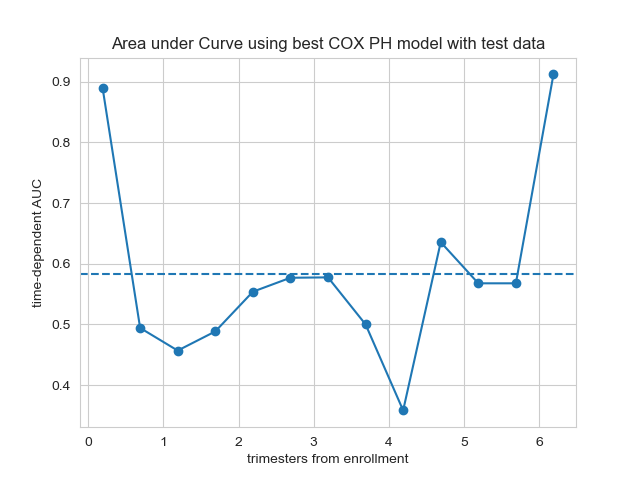 Area under Curve using best COX PH model with test data
time-dependent AUC
0.9
0.8
0.7
0.6
0.5
0.4
0 1 2 3 4 5 6
trimesters from enrollment